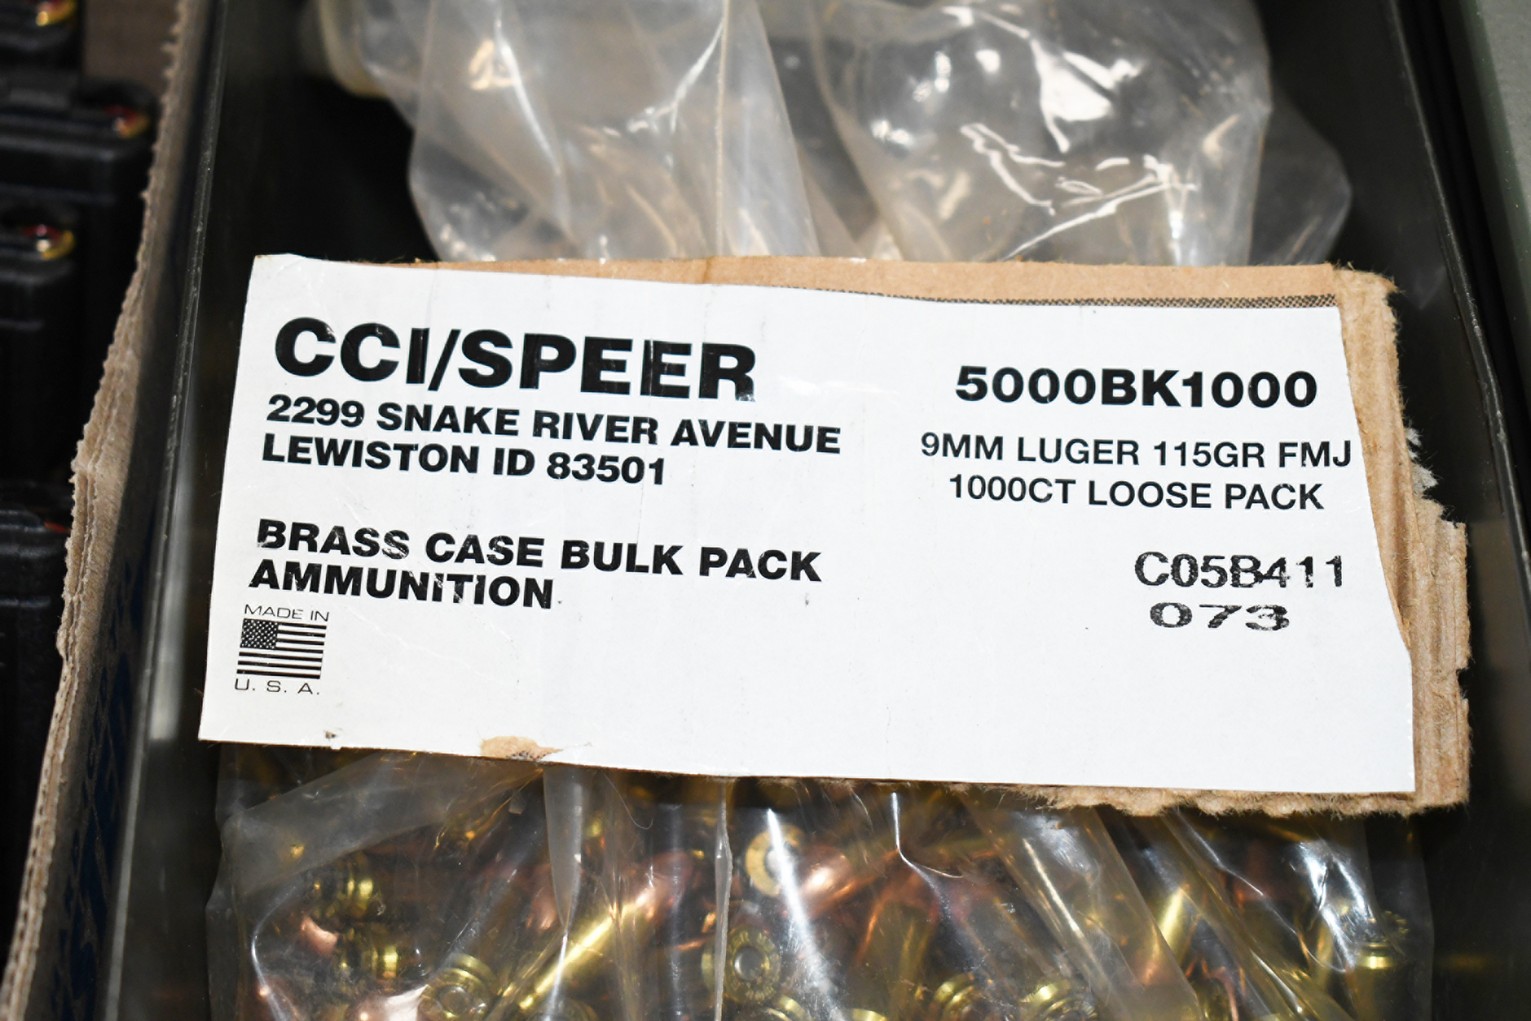 CCI/SPEER
2299 SNAKE RIVER AVENUE
LEWISTON ID 83501
BRASS CASE BULK PACK
AMMUNITION
MADE IN
U. S. A.
5000BK1000
9MM LUGER 115GR FMJ
1000CT LOOSE PACK
C05B411
073